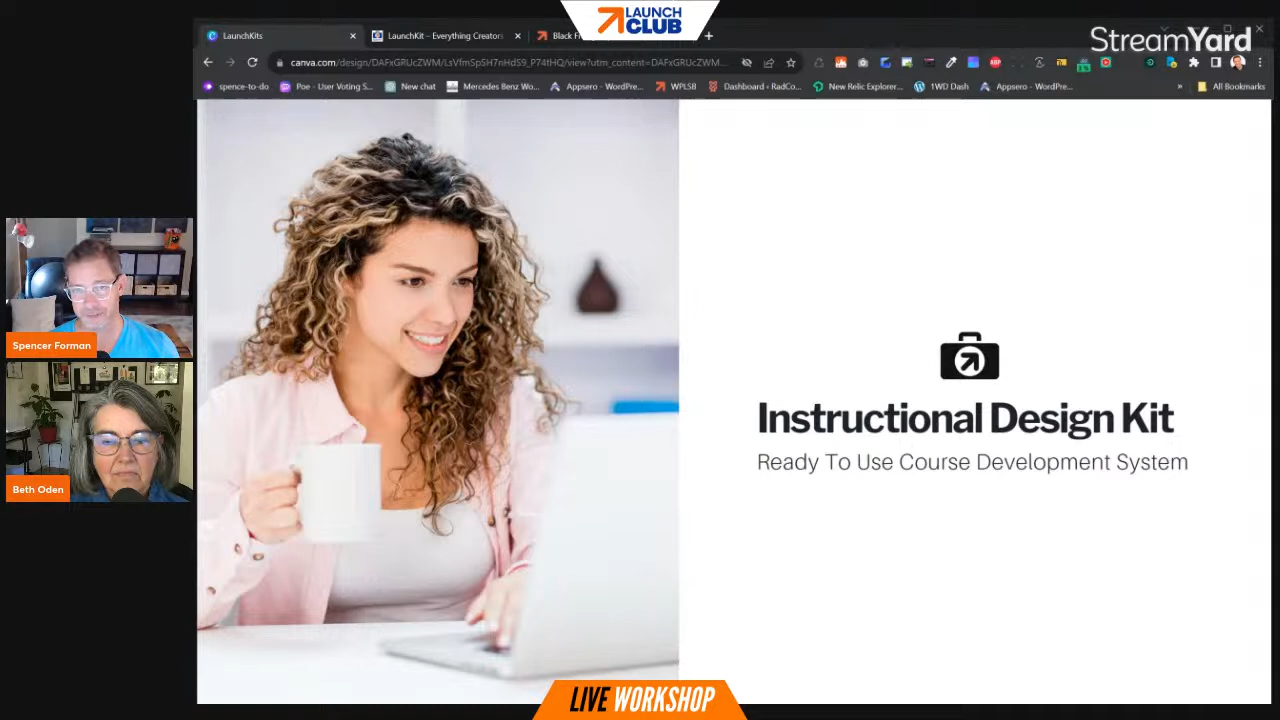 LAUNCH
CLUB
StreamYard
LaunchKits
LaunchKit – Everything Creators
Black Fr
canva.com/design/DAFxGRUcZWM/LsVfmSpSH7nHdS9_P74tHQ/view?utm_content=DAFxGRUcZWM...
spence-to-do
Poe - User Voting S...
New chat
Mercedes Benz Wo...
Appsero - WordPre...
WPLSB
Dashboard ‹ RadCo...
New Relic Explorer...
1WD Dash
Appsero - WordPre...
»
All Bookmarks
Spencer Forman
Beth Oden
Instructional Design Kit
Ready To Use Course Development System
LIVE WORKSHOP